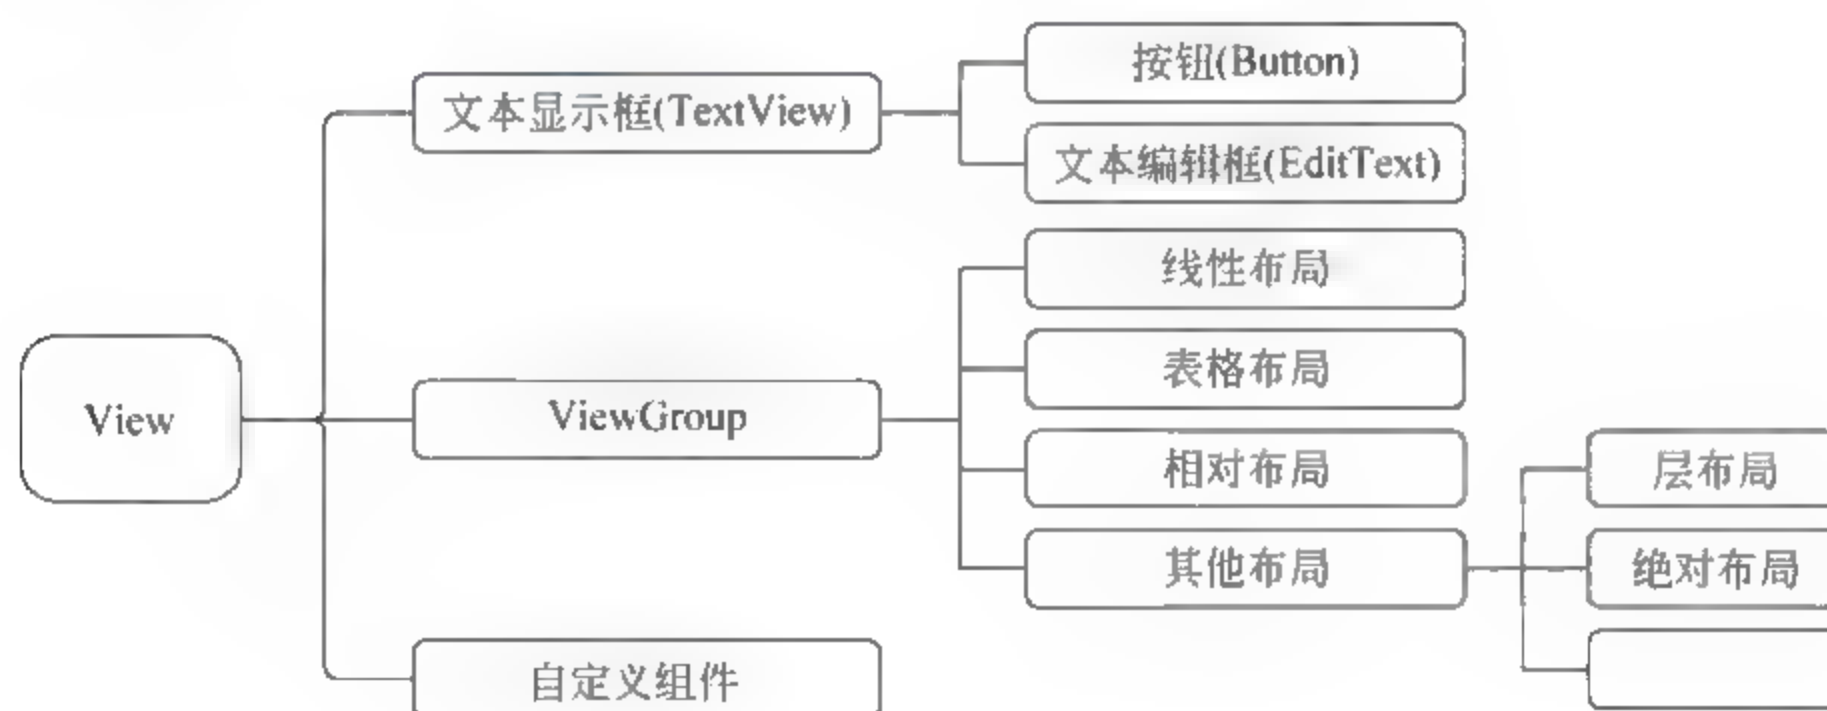 View
文本显示框(TextView)
按钮(Button)
文本编辑框(EditText)
ViewGroup
线性布局
表格布局
相对布局
其他布局
层布局
绝对布局
自定义组件